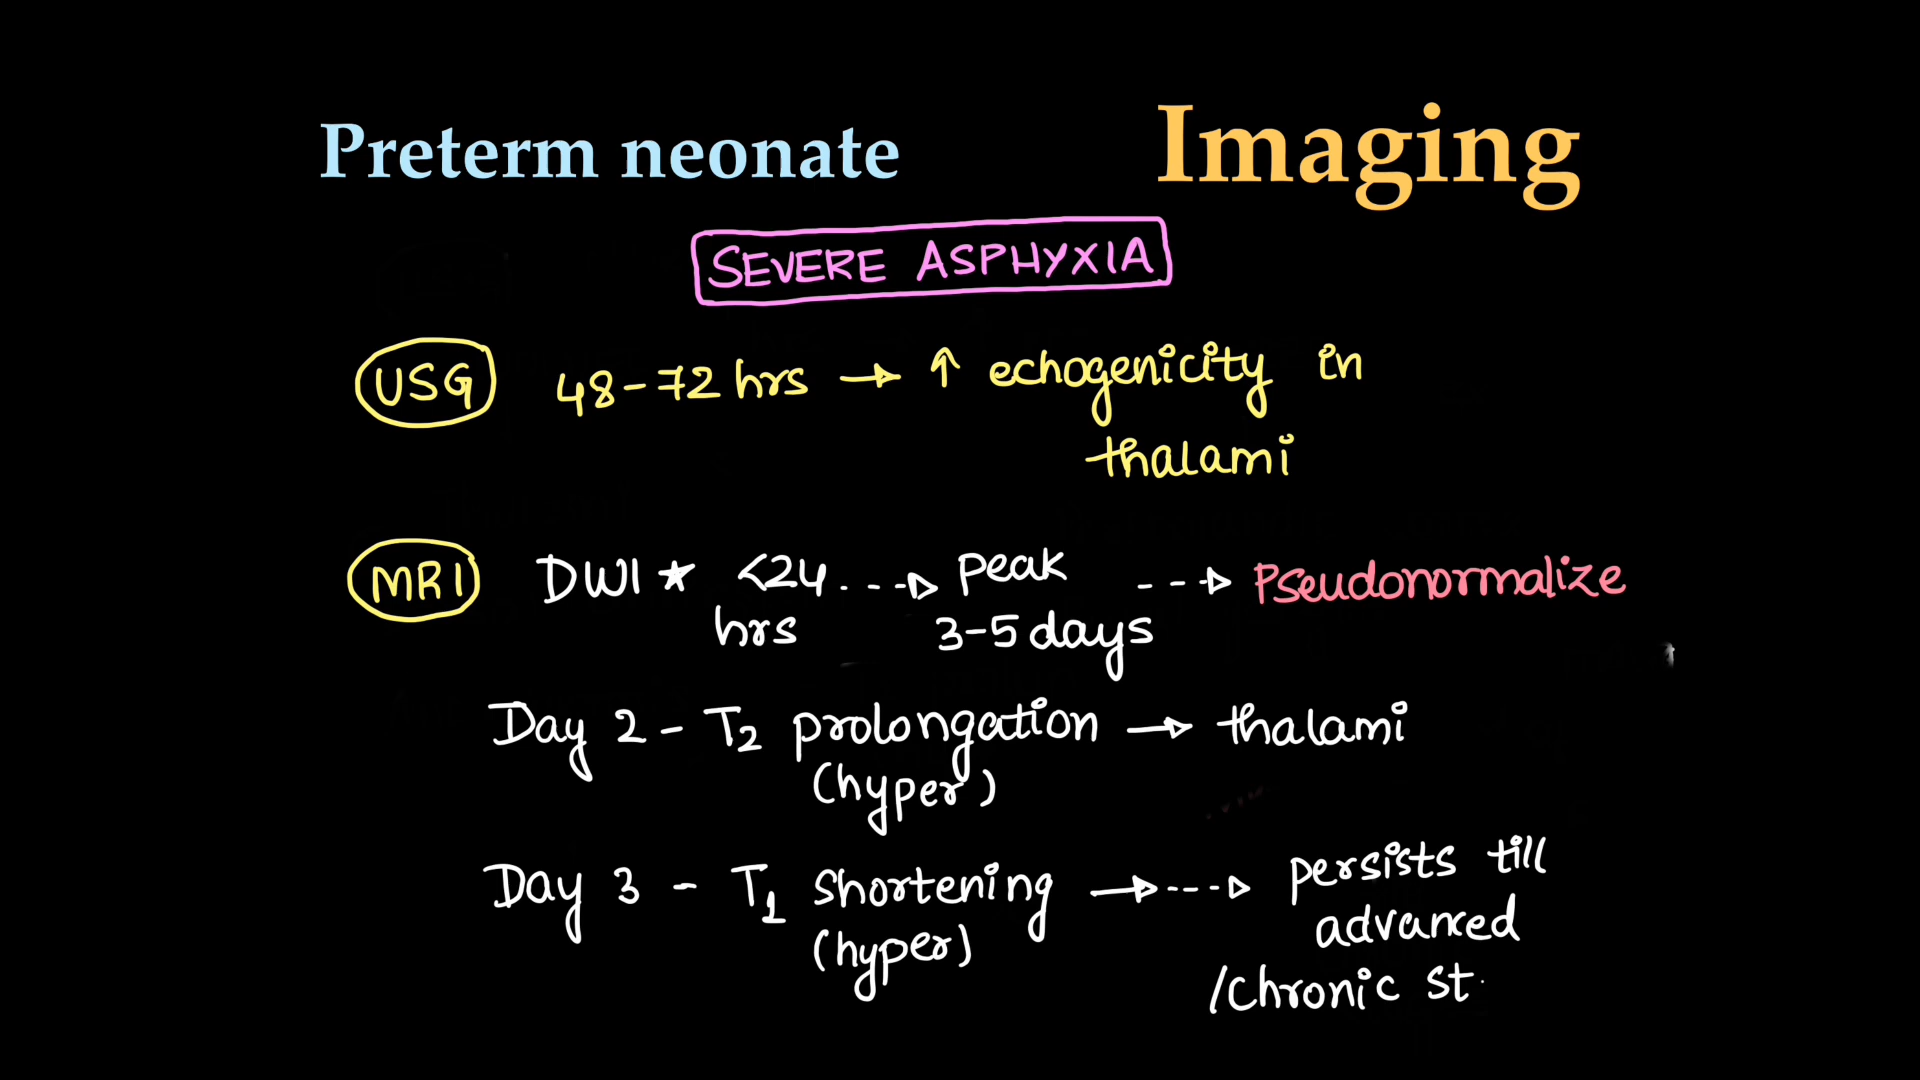 Preterm neonate Imaging
SEVERE ASPHYXIA
USG 48-72 hrs → ↑ echogenicity in
thalami
MRI DWI ★ <24 ---→ peak ---→ Pseudonormalize
hrs 3-5 days
Day 2 - T2 prolongation → thalami
(hyper)
Day 3 - T1 shortening → ---→ persists till
(hyper) advanced
/chronic st